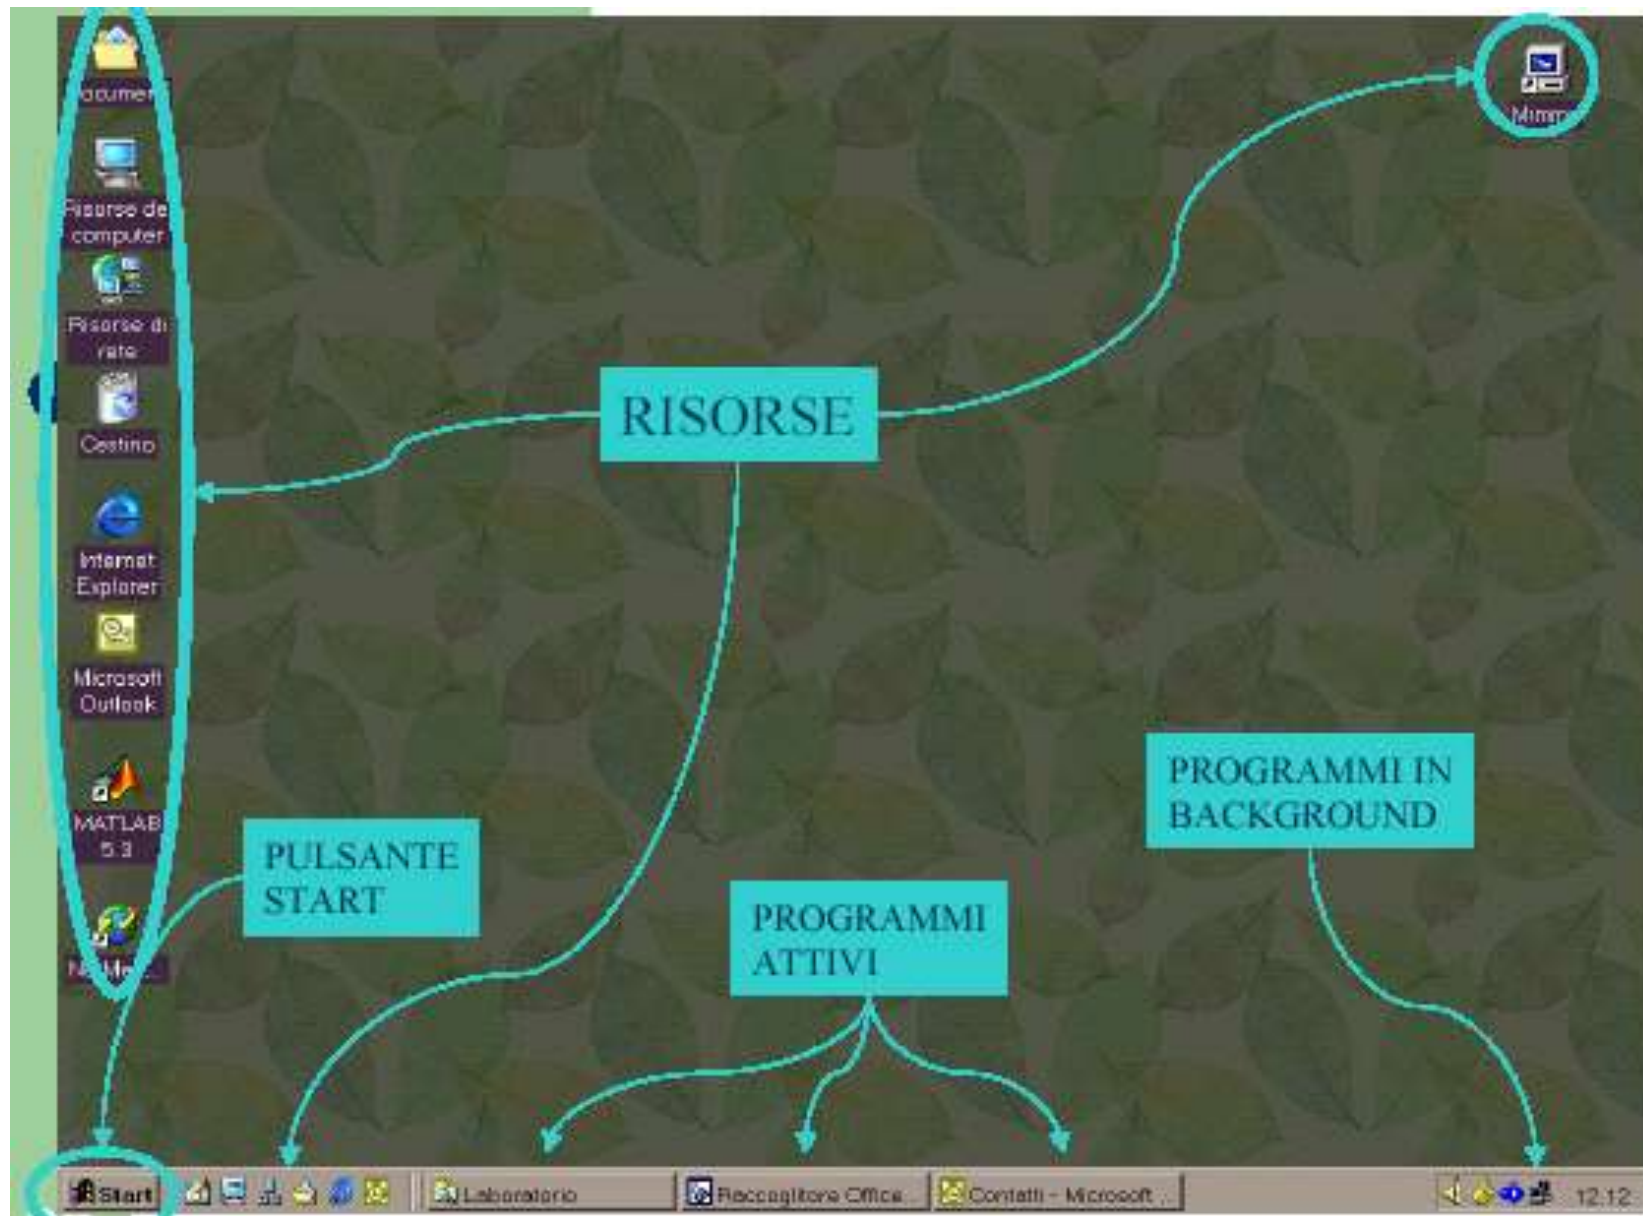 Risorse de
computer
Risorse di
rete
Cestino
Internet
Explorer
Microsoft
Outlook
MATLAB
5.3
RISORSE
PULSANTE
START
PROGRAMMI
ATTIVI
PROGRAMMI IN
BACKGROUND
Start
Laboratorio
Raccoglitore Office...
Contatti - Microsoft ...
12.12